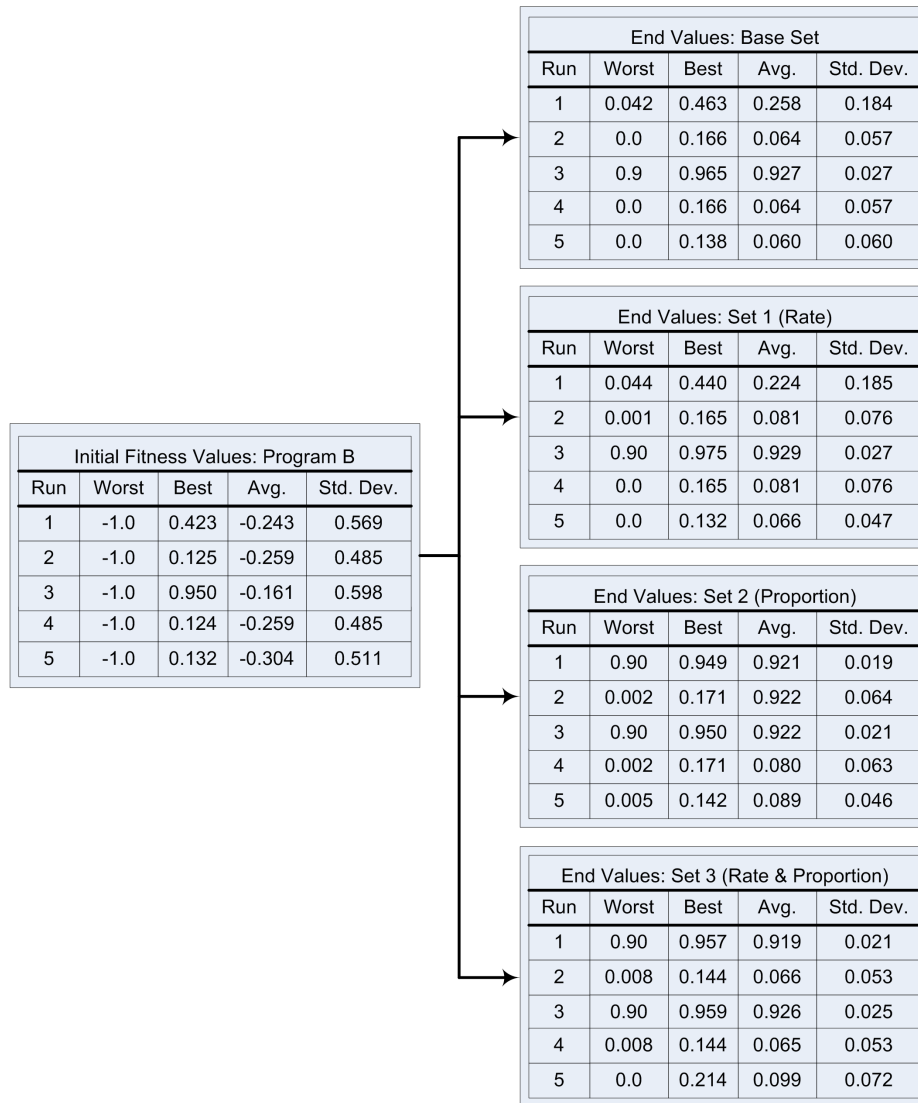 Initial Fitness Values: Program B
Run Worst Best Avg. Std. Dev.
1 -1.0 0.423 -0.243 0.569
2 -1.0 0.125 -0.259 0.485
3 -1.0 0.950 -0.161 0.598
4 -1.0 0.124 -0.259 0.485
5 -1.0 0.132 -0.304 0.511
End Values: Base Set
Run Worst Best Avg. Std. Dev.
1 0.042 0.463 0.258 0.184
2 0.0 0.166 0.064 0.057
3 0.9 0.965 0.927 0.027
4 0.0 0.166 0.064 0.057
5 0.0 0.138 0.060 0.060
End Values: Set 1 (Rate)
Run Worst Best Avg. Std. Dev.
1 0.044 0.440 0.224 0.185
2 0.001 0.165 0.081 0.076
3 0.90 0.975 0.929 0.027
4 0.0 0.165 0.081 0.076
5 0.0 0.132 0.066 0.047
End Values: Set 2 (Proportion)
Run Worst Best Avg. Std. Dev.
1 0.90 0.949 0.921 0.019
2 0.002 0.171 0.922 0.064
3 0.90 0.950 0.922 0.021
4 0.002 0.171 0.080 0.063
5 0.005 0.142 0.089 0.046
End Values: Set 3 (Rate & Proportion)
Run Worst Best Avg. Std. Dev.
1 0.90 0.957 0.919 0.021
2 0.008 0.144 0.066 0.053
3 0.90 0.959 0.926 0.025
4 0.008 0.144 0.065 0.053
5 0.0 0.214 0.099 0.072